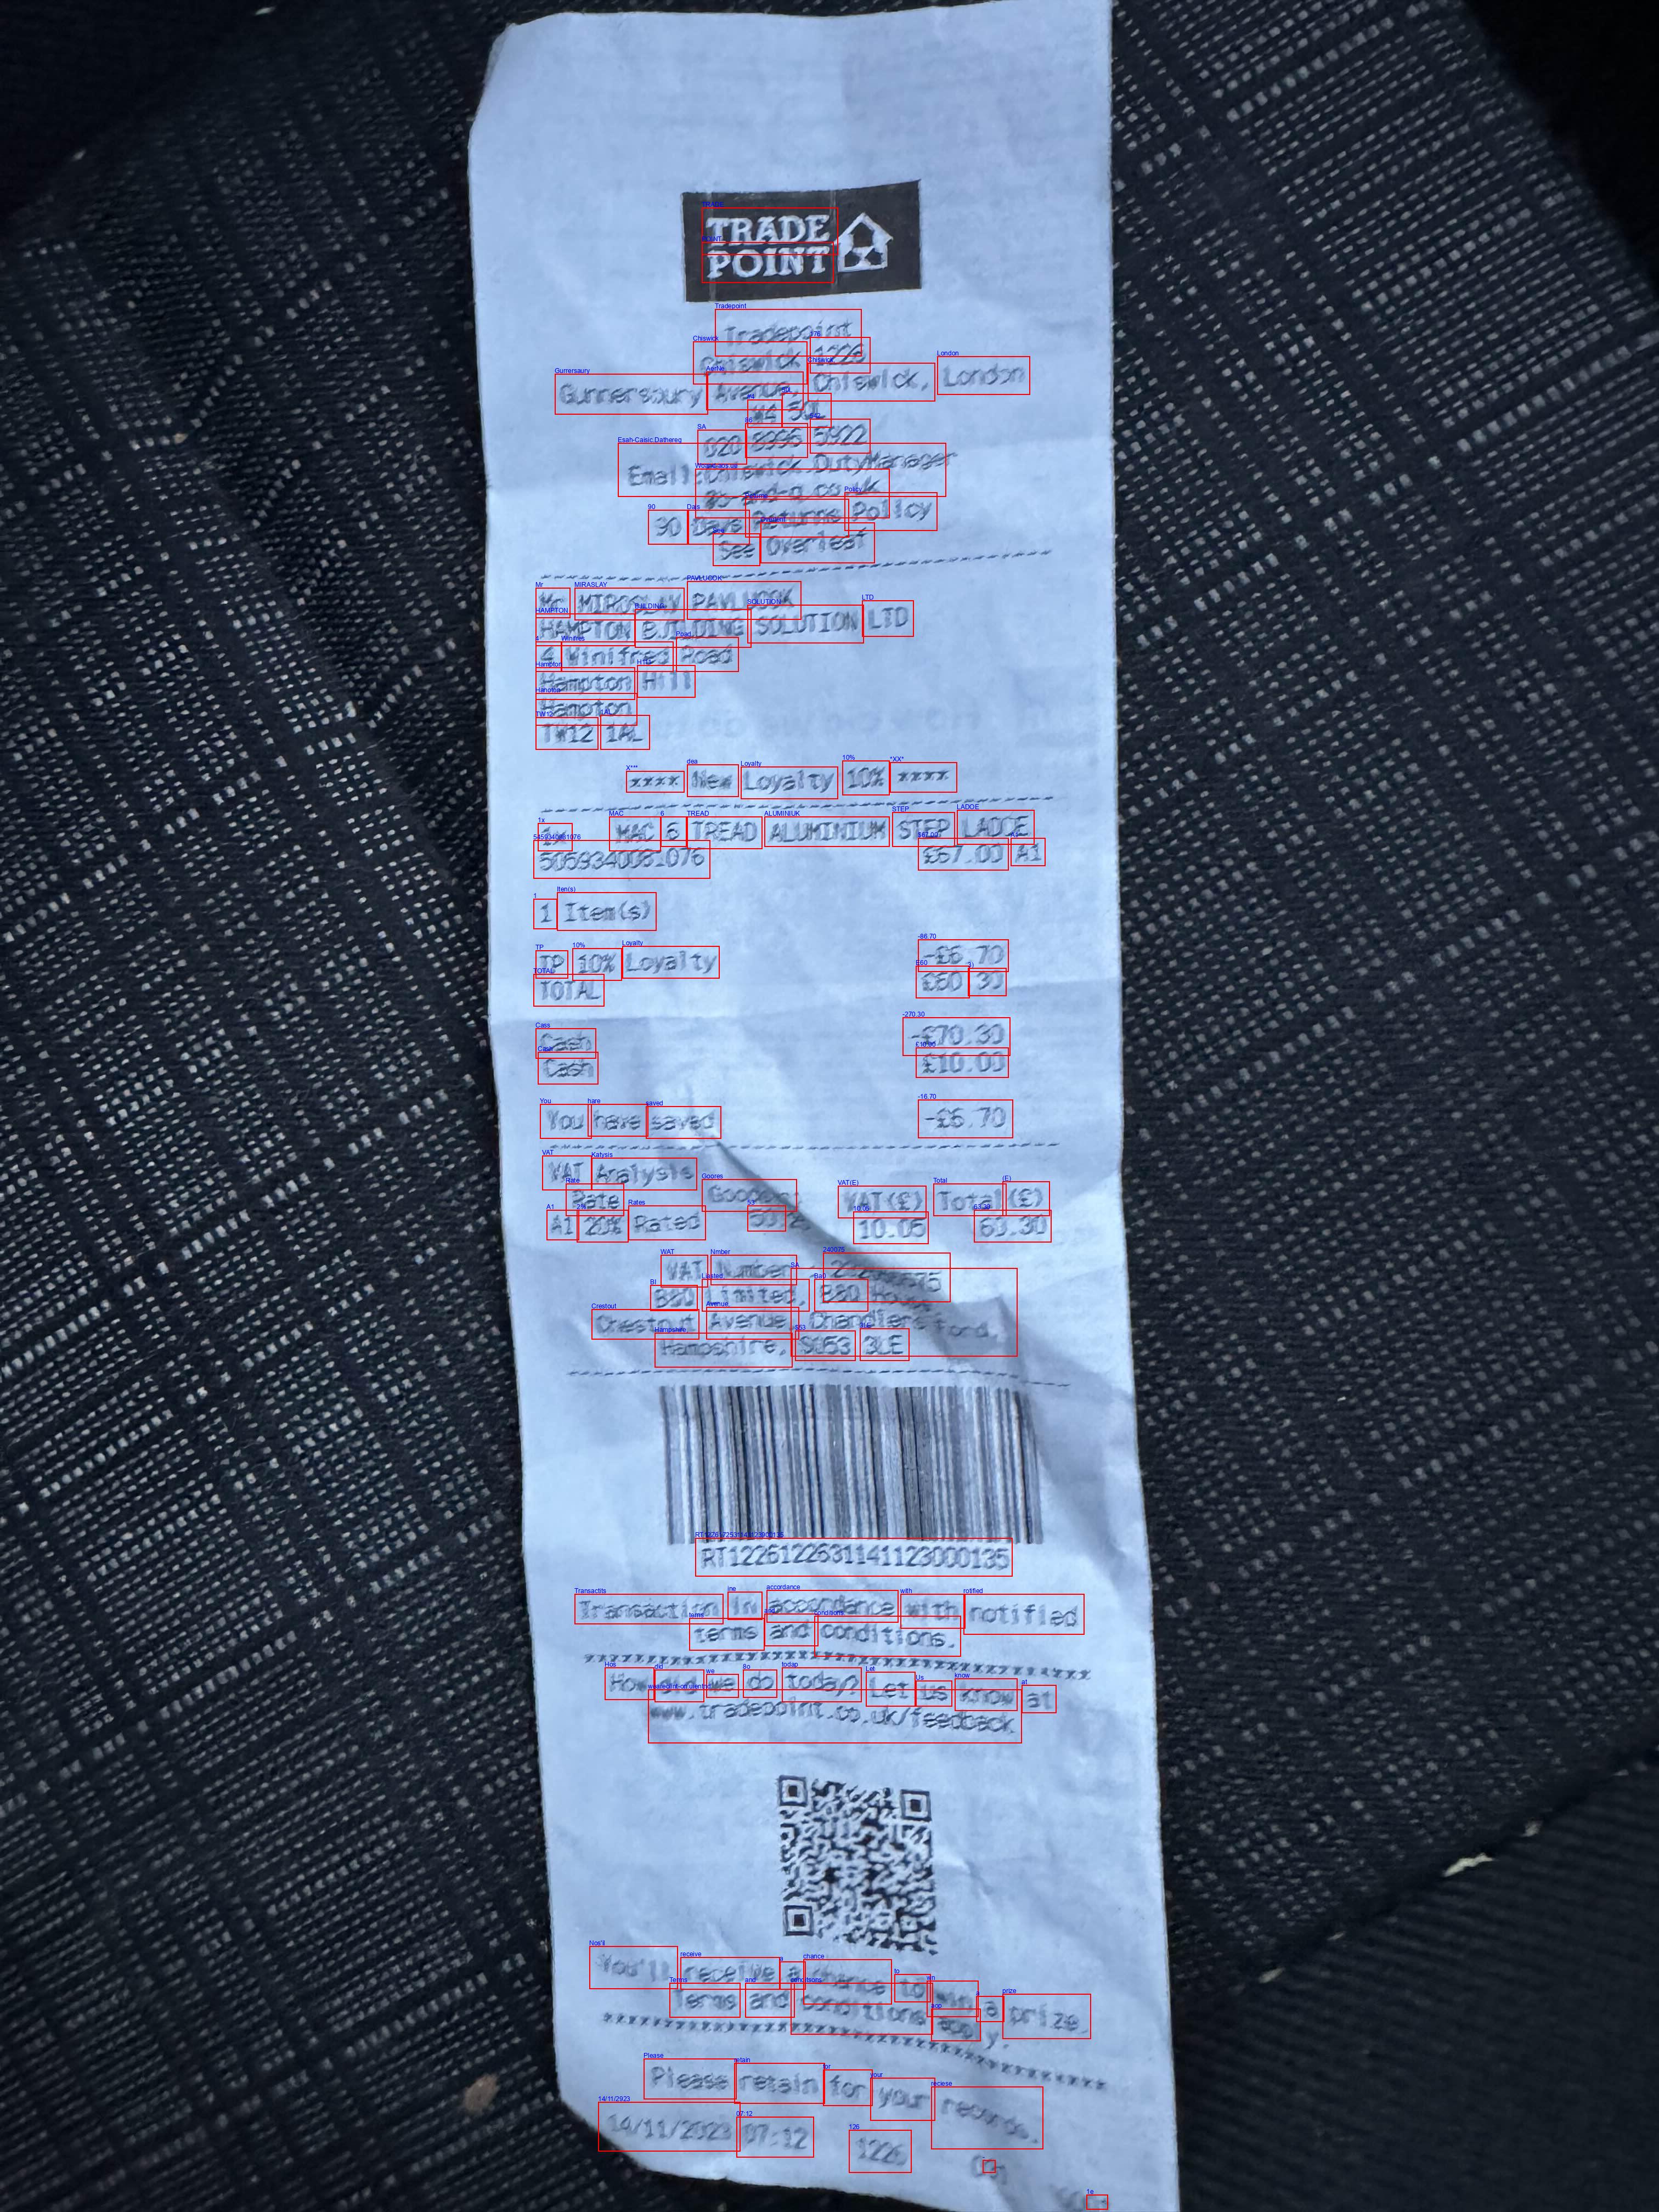 TRADE
POINT
Tradepoint
Chiswick 1226
Gunnersbury Avenue, Chiswick, London
W4 5QL
020 8996 5922
Email:chiswick.DutyManager
@b-and-q.co.uk
90 Days Returns Policy
See Overleaf
Mr MIROSLAV PAVLUCOK
HAMPTON BUILDING SOLUTION LTD
4 Winifred Road
Hampton Hill
Hampton
TW12 1AL
**** New Loyalty 10% ****
1x MAC 6 TREAD ALUMINIUM STEP LADDE
5059340081076 £67.00 A1
1 Item(s)
TP 10% Loyalty -£6.70
TOTAL £60.30
Cash -£70.30
Cash £10.00
You have saved -£6.70
VAT Analysis
Rate VAT(£) Total(£)
A1 20% Rated 10.05 60.30
VAT Number
B&Q Limited, B&Q House
Chestnut Avenue, Chandlers Ford,
Hampshire, SO53 3LE
RT1226122631141123000135
Transaction in accordance with notified
terms and conditions.
How did we do today? Let us know at
www.tradepoint.co.uk/feedback
You'll receive a chance to win a prize.
Terms and conditions apply.
Please retain for your records.
14/11/2023 07:12 1226